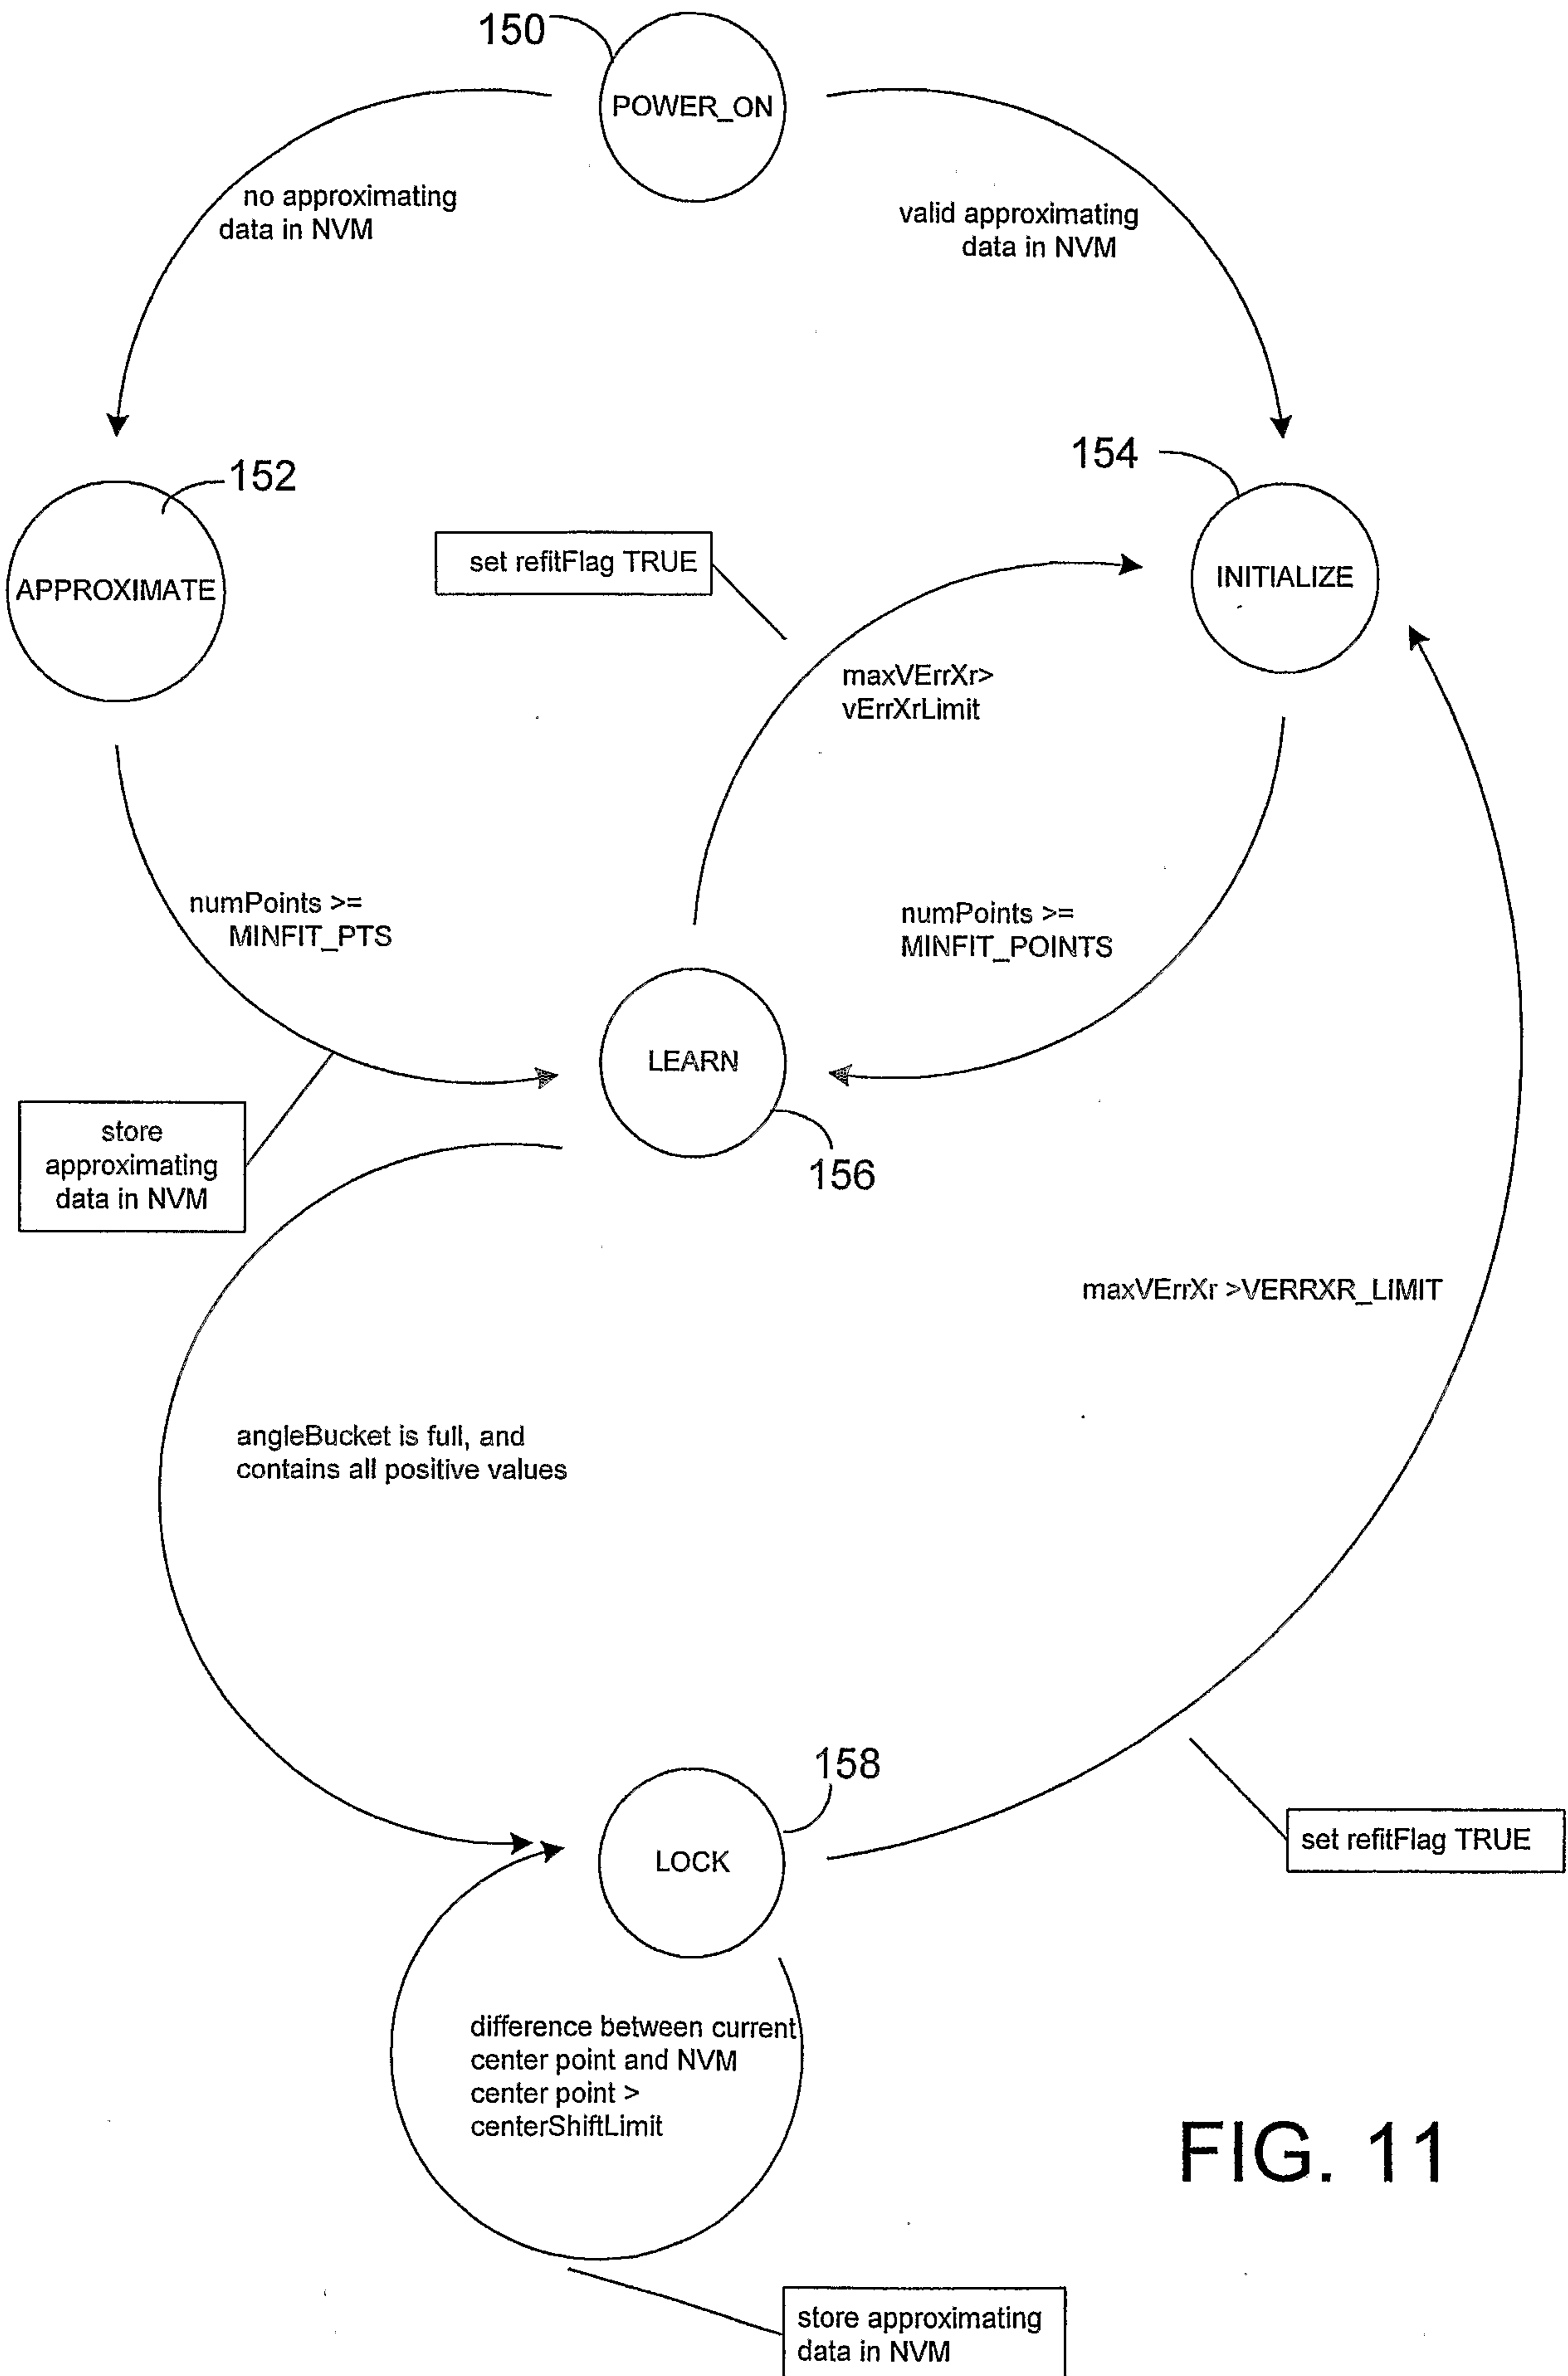 150
POWER_ON
no approximating
data in NVM
valid approximating
data in NVM
152
154
APPROXIMATE
set refitFlag TRUE
INITIALIZE
maxVErrXr>
vErrXrLimit
numPoints >=
MINFIT_PTS
numPoints >=
MINFIT_POINTS
LEARN
156
store
approximating
data in NVM
maxVErrXr >VERRXR_LIMIT
angleBucket is full, and
contains all positive values
158
LOCK
set refitFlag TRUE
difference between current
center point and NVM
center point >
centerShiftLimit
FIG. 11
store approximating
data in NVM